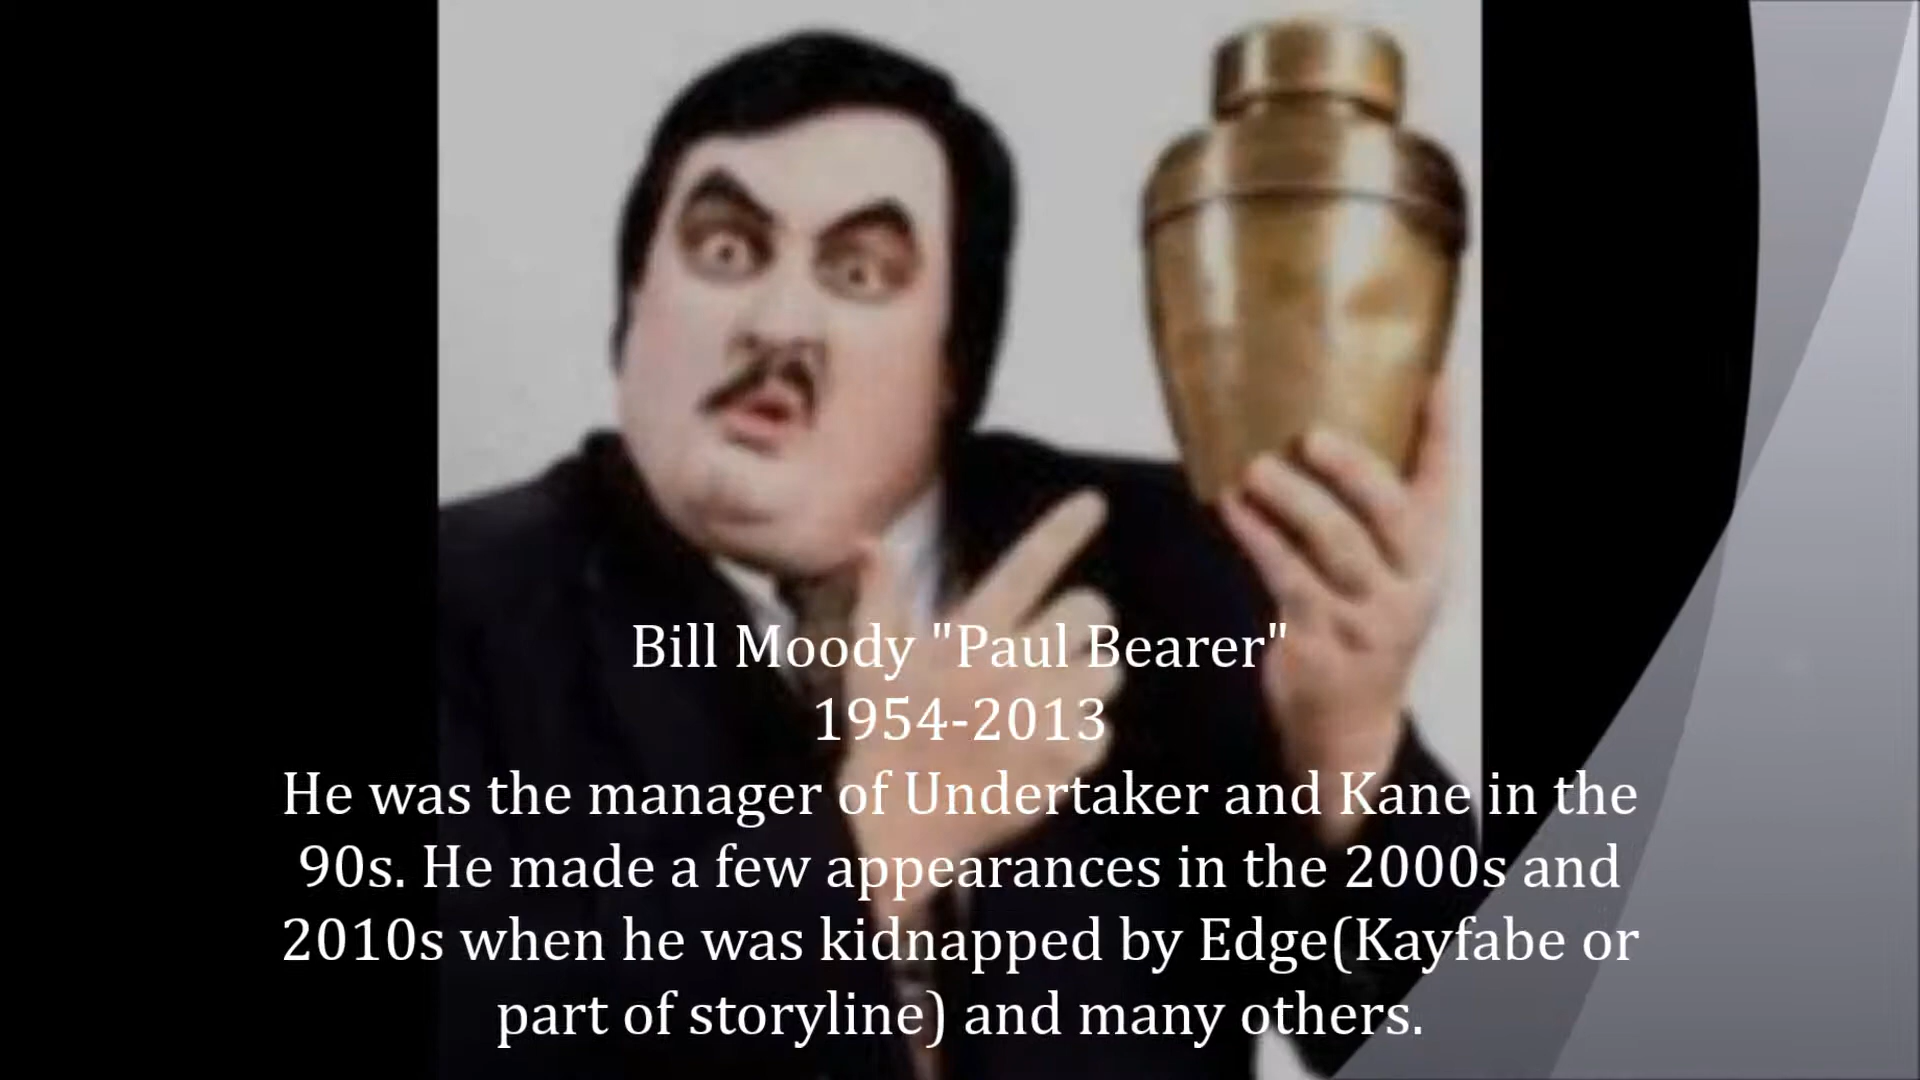 Bill Moody "Paul Bearer"
1954-2013
He was the manager of Undertaker and Kane in the
90s. He made a few appearances in the 2000s and
2010s when he was kidnapped by Edge(Kayfabe or
part of storyline) and many others.